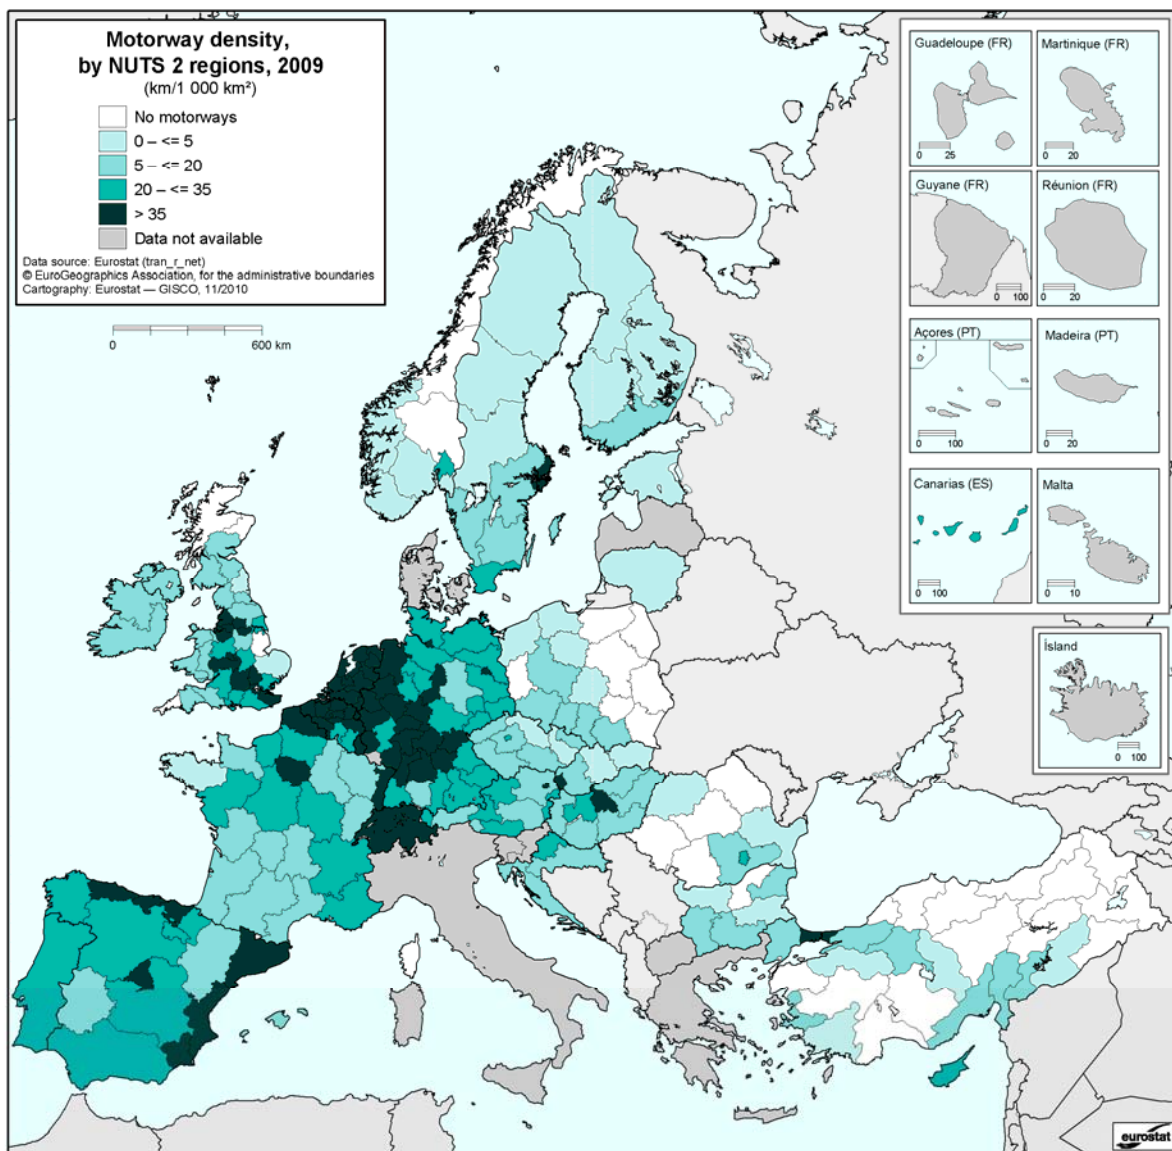 Motorway density,
by NUTS 2 regions, 2009
(km/1 000 km²)
No motorways
0 – <= 5
5 – <= 20
20 – <= 35
> 35
Data not available
Data source: Eurostat (tran_r_net)
© EuroGeographics Association, for the administrative boundaries
Cartography: Eurostat — GISCO, 11/2010
0 600 km
Guadeloupe (FR)
0 25
Martinique (FR)
0 20
Guyane (FR)
0 100
Réunion (FR)
0 20
Açores (PT)
0 100
Madeira (PT)
0 20
Canarias (ES)
0 100
Malta
0 10
Ísland
0 100
eurostat